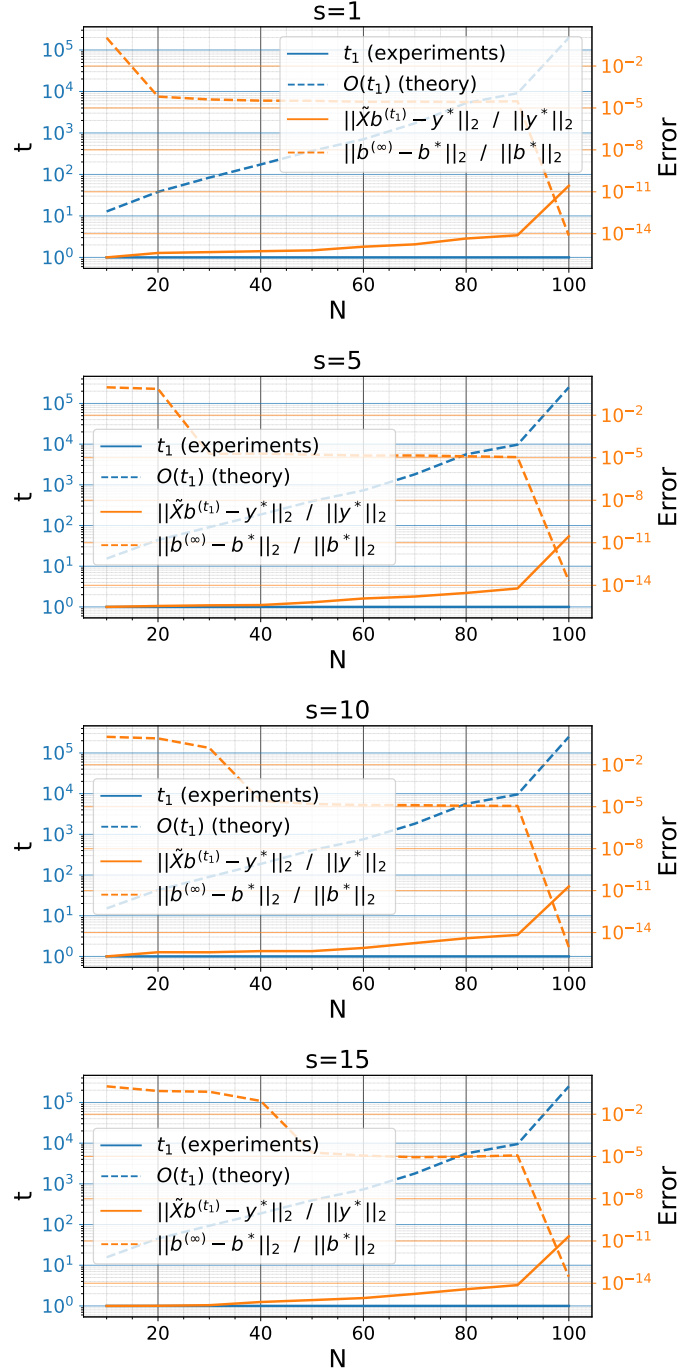 s=1
10^5
10^4
10^3
10^2
10^1
10^0
t
t_1 (experiments)
O(t_1) (theory)
||X̃b^(t_1) − y^*||_2 / ||y^*||_2
||b^(∞) − b^*||_2 / ||b^*||_2
10^−2
10^−5
10^−8
10^−11
10^−14
Error
20 40 60 80 100
N
s=5
10^5
10^4
10^3
10^2
10^1
10^0
t
t_1 (experiments)
O(t_1) (theory)
||X̃b^(t_1) − y^*||_2 / ||y^*||_2
||b^(∞) − b^*||_2 / ||b^*||_2
10^−2
10^−5
10^−8
10^−11
10^−14
Error
20 40 60 80 100
N
s=10
10^5
10^4
10^3
10^2
10^1
10^0
t
t_1 (experiments)
O(t_1) (theory)
||X̃b^(t_1) − y^*||_2 / ||y^*||_2
||b^(∞) − b^*||_2 / ||b^*||_2
10^−2
10^−5
10^−8
10^−11
10^−14
Error
20 40 60 80 100
N
s=15
10^5
10^4
10^3
10^2
10^1
10^0
t
t_1 (experiments)
O(t_1) (theory)
||X̃b^(t_1) − y^*||_2 / ||y^*||_2
||b^(∞) − b^*||_2 / ||b^*||_2
10^−2
10^−5
10^−8
10^−11
10^−14
Error
20 40 60 80 100
N